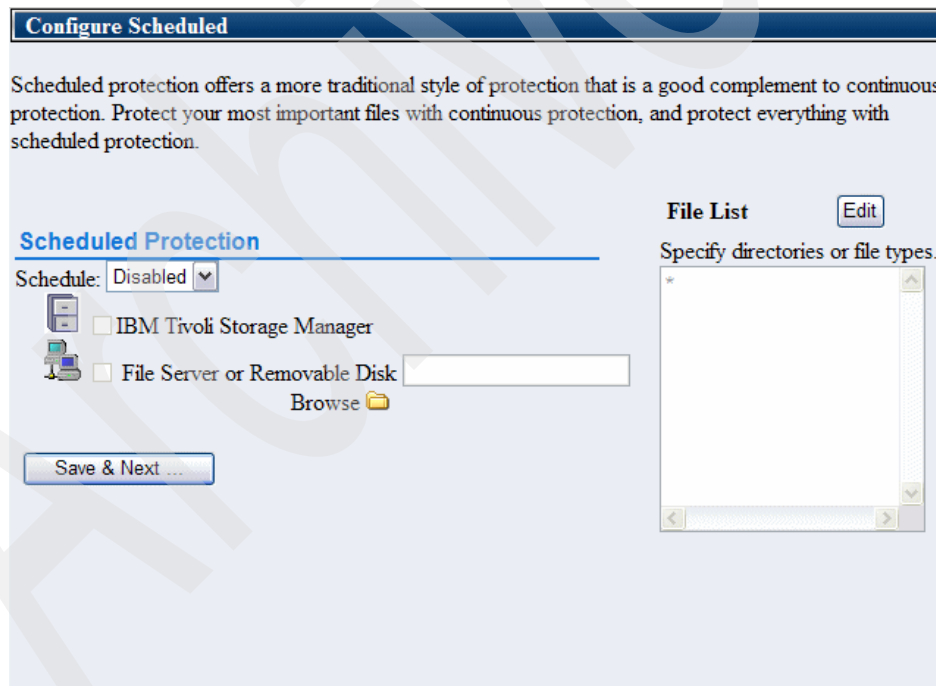 Configure Scheduled
Scheduled protection offers a more traditional style of protection that is a good complement to continuous
protection. Protect your most important files with continuous protection, and protect everything with
scheduled protection.
File List
Edit
Scheduled Protection
Specify directories or file types.
Schedule: Disabled
*
IBM Tivoli Storage Manager
File Server or Removable Disk
Browse
Save & Next ...